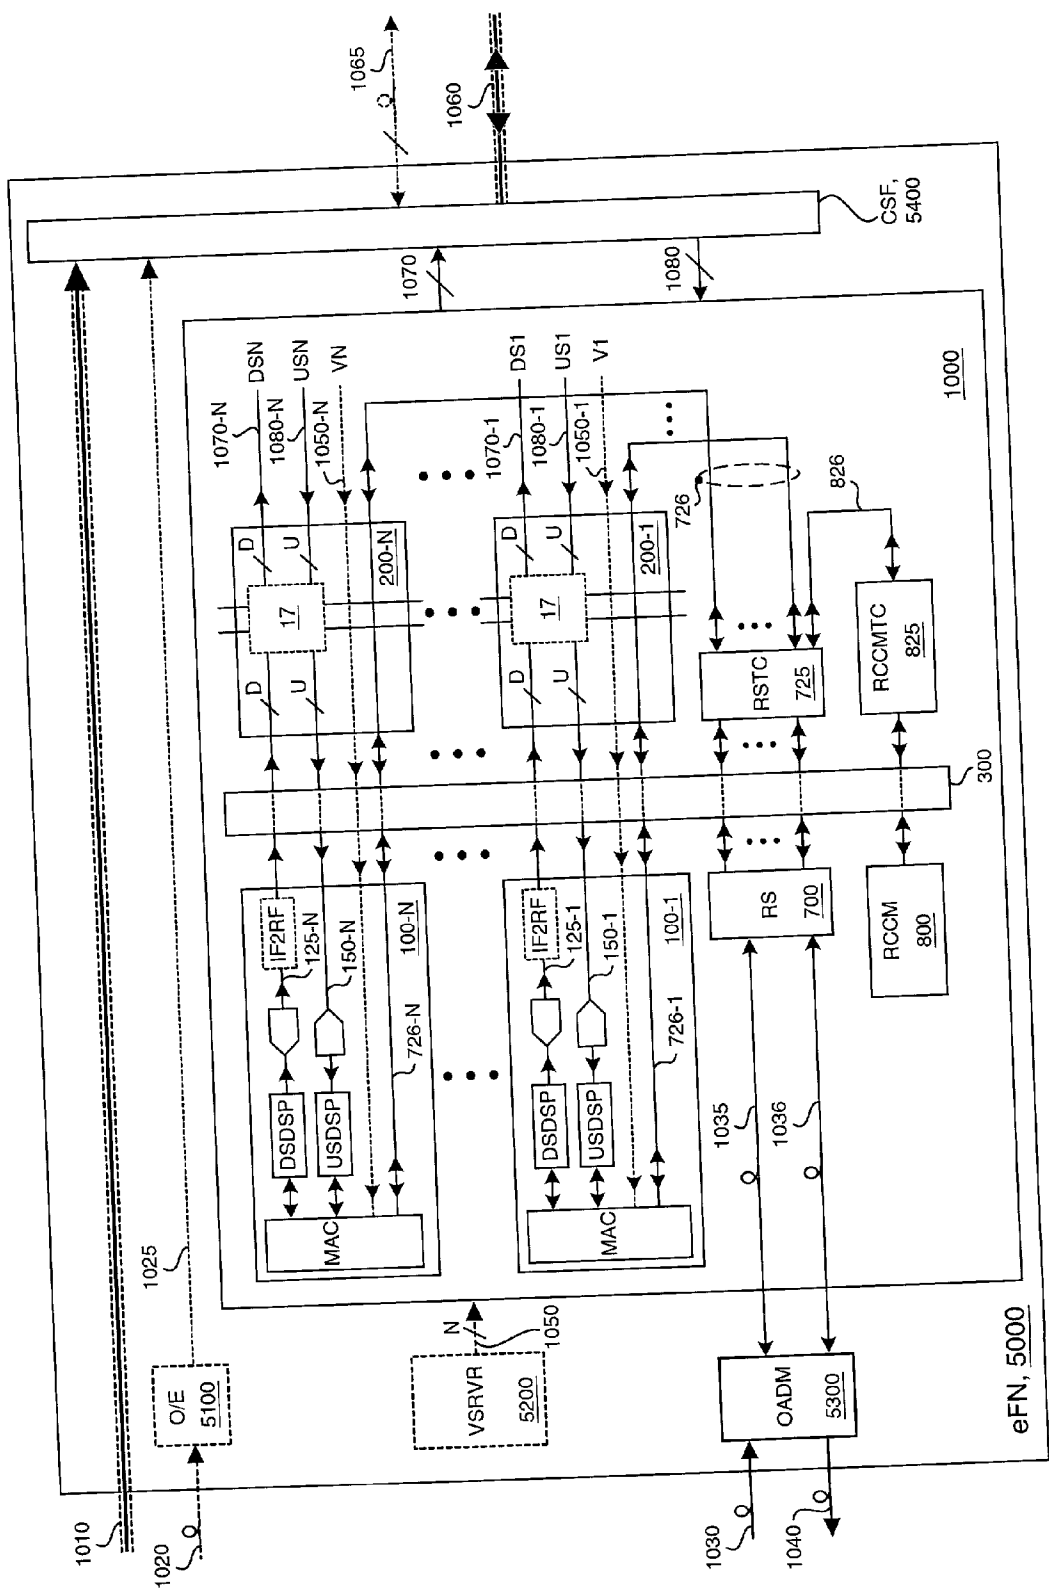 1010
1020
O/E
5100
1025
VSRVR
5200
N
1050
1030
1040
OADM
5300
eFN, 5000
1035
1036
MAC
DSDSP
USDSP
IF2RF
125-N
150-N
726-N
100-N
MAC
DSDSP
USDSP
IF2RF
125-1
150-1
726-1
100-1
RS
700
RCCM
800
300
D
U
17
D
U
200-N
D
U
17
D
U
200-1
RSTC
725
RCCMTC
825
826
726
1070-N
DSN
1080-N
USN
1050-N
VN
1070-1
DS1
1080-1
US1
1050-1
V1
1000
1070
1080
CSF,
5400
1065
1060